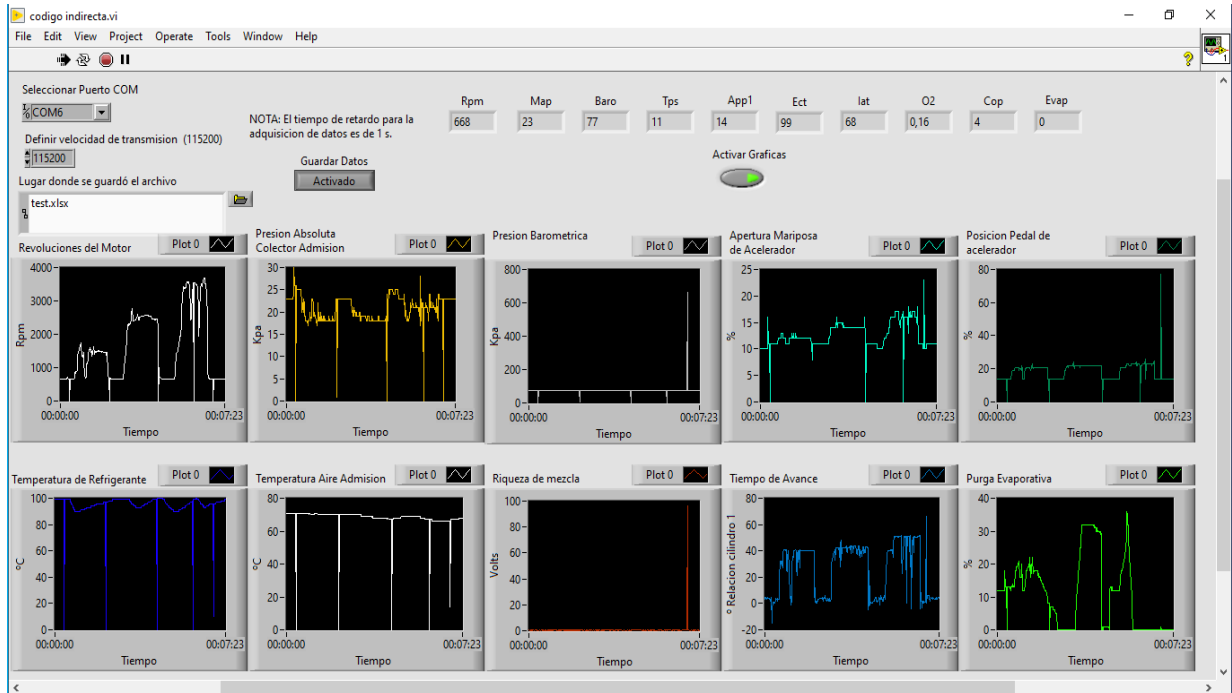 codigo indirecta.vi
File Edit View Project Operate Tools Window Help
1
Seleccionar Puerto COM
COM6
Definir velocidad de transmision (115200)
115200
Lugar donde se guardó el archivo
test.xlsx
NOTA: El tiempo de retardo para la
adquisicion de datos es de 1 s.
Guardar Datos
Activado
Rpm Map Baro Tps App1 Ect Iat O2 Cop Evap
668 23 77 11 14 99 68 0,16 4 0
Activar Graficas
Revoluciones del Motor
Plot 0
4000
3000
2000
1000
0
Rpm
00:00:00 00:07:23
Tiempo
Presion Absoluta
Colector Admision
Plot 0
30
25
20
15
10
5
0
Kpa
00:00:00 00:07:23
Tiempo
Presion Barometrica
Plot 0
800
600
400
200
0
Kpa
00:00:00 00:07:23
Tiempo
Apertura Mariposa
de Acelerador
Plot 0
25
20
15
10
5
0
%
00:00:00 00:07:23
Tiempo
Posicion Pedal de
acelerador
Plot 0
80
60
40
20
0
%
00:00:00 00:07:23
Tiempo
Temperatura de Refrigerante
Plot 0
100
80
60
40
20
0
ºC
00:00:00 00:07:23
Tiempo
Temperatura Aire Admision
Plot 0
80
60
40
20
0
ºC
00:00:00 00:07:23
Tiempo
Riqueza de mezcla
Plot 0
100
80
60
40
20
0
Volts
00:00:00 00:07:23
Tiempo
Tiempo de Avance
Plot 0
80
60
40
20
0
-20
º Relacion cilindro 1
00:00:00 00:07:23
Tiempo
Purga Evaporativa
Plot 0
40
30
20
10
0
%
00:00:00 00:07:23
Tiempo